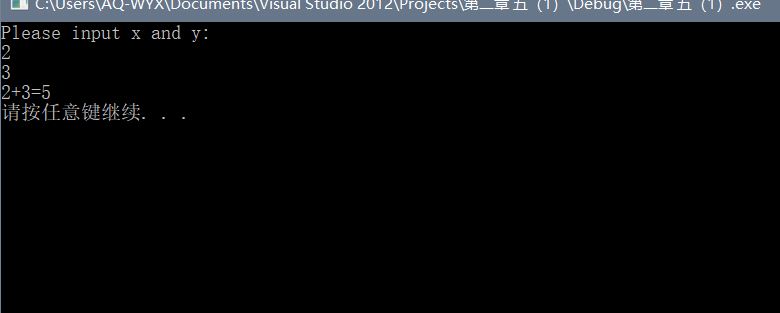 C:\Users\AQ-WYX\Documents\Visual Studio 2012\Projects\第二章 五（1）\Debug\第二章 五（1）.exe
Please input x and y:
2
3
2+3=5
请按任意键继续. . .